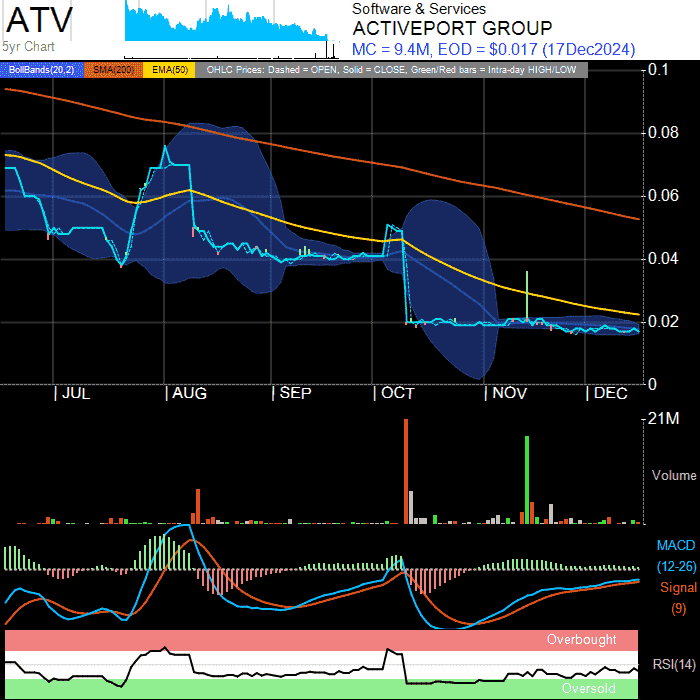 ATV
5yr Chart
Software & Services
ACTIVEPORT GROUP
MC = 9.4M, EOD = $0.017 (17Dec2024)
BollBands(20,2) SMA(200) EMA(50) OHLC Prices: Dashed = OPEN, Solid = CLOSE, Green/Red bars = Intra-day HIGH/LOW
0.1
0.08
0.06
0.04
0.02
0
| JUL | AUG | SEP | OCT | NOV | DEC
21M
Volume
MACD
(12-26)
Signal
(9)
Overbought
RSI(14)
Oversold